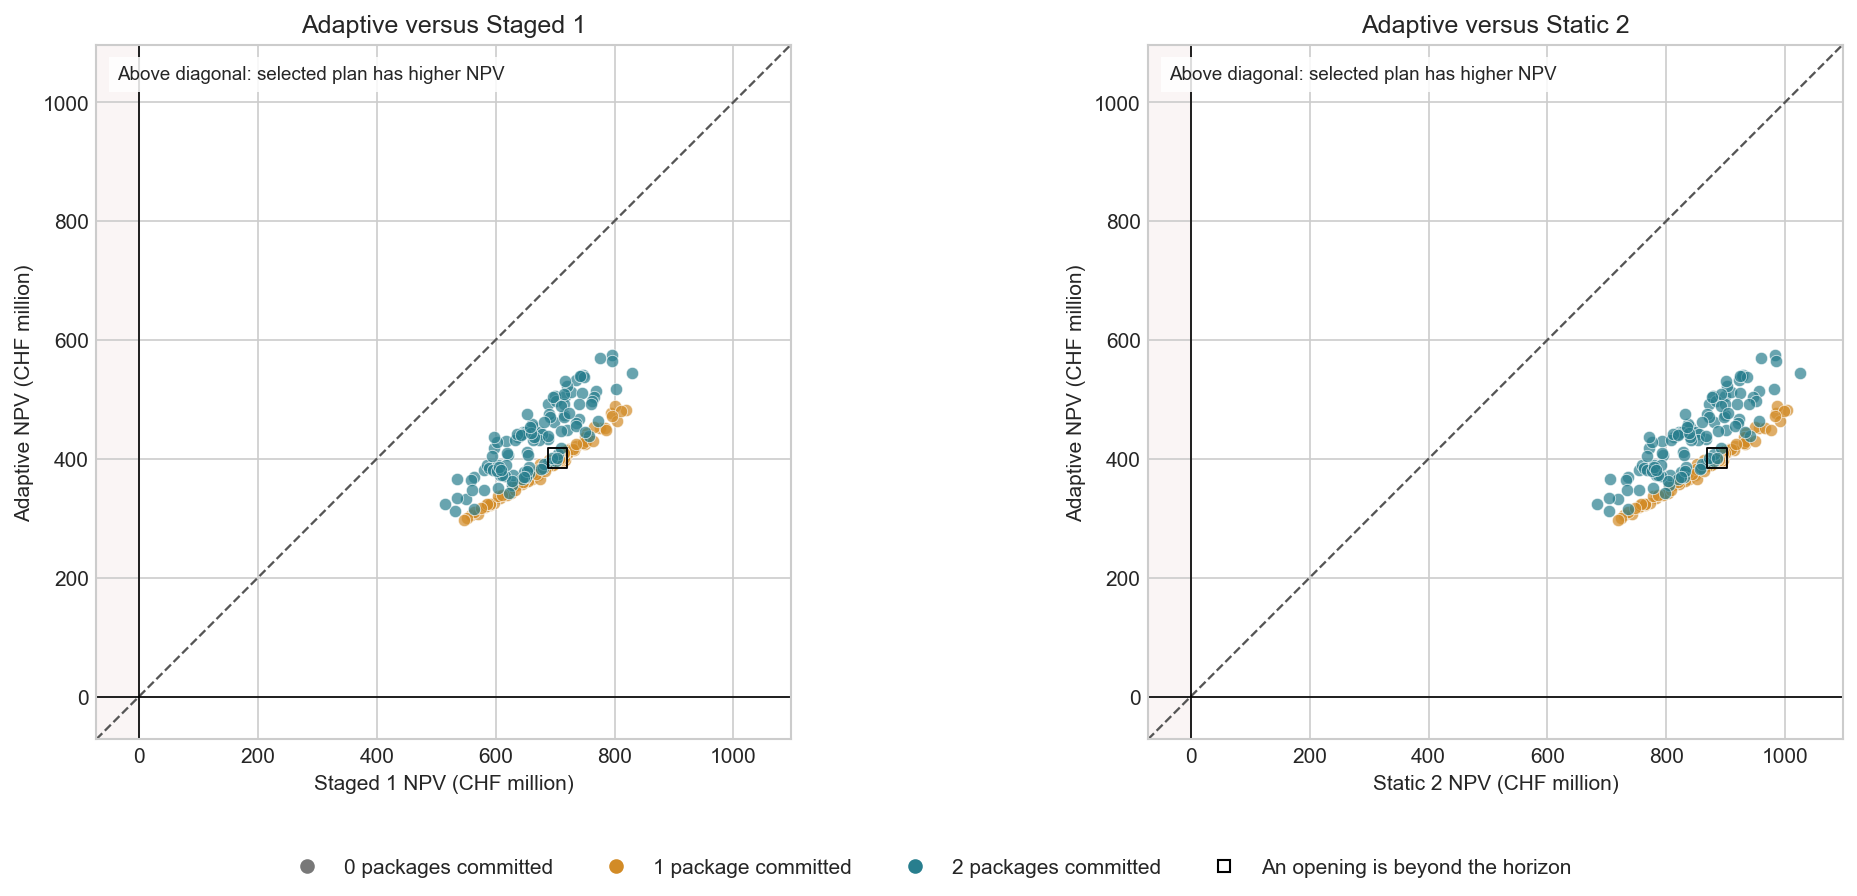 Adaptive versus Staged 1
Above diagonal: selected plan has higher NPV
1000
800
600
400
200
0
Adaptive NPV (CHF million)
0 200 400 600 800 1000
Staged 1 NPV (CHF million)
Adaptive versus Static 2
Above diagonal: selected plan has higher NPV
1000
800
600
400
200
0
Adaptive NPV (CHF million)
0 200 400 600 800 1000
Static 2 NPV (CHF million)
0 packages committed 1 package committed 2 packages committed An opening is beyond the horizon